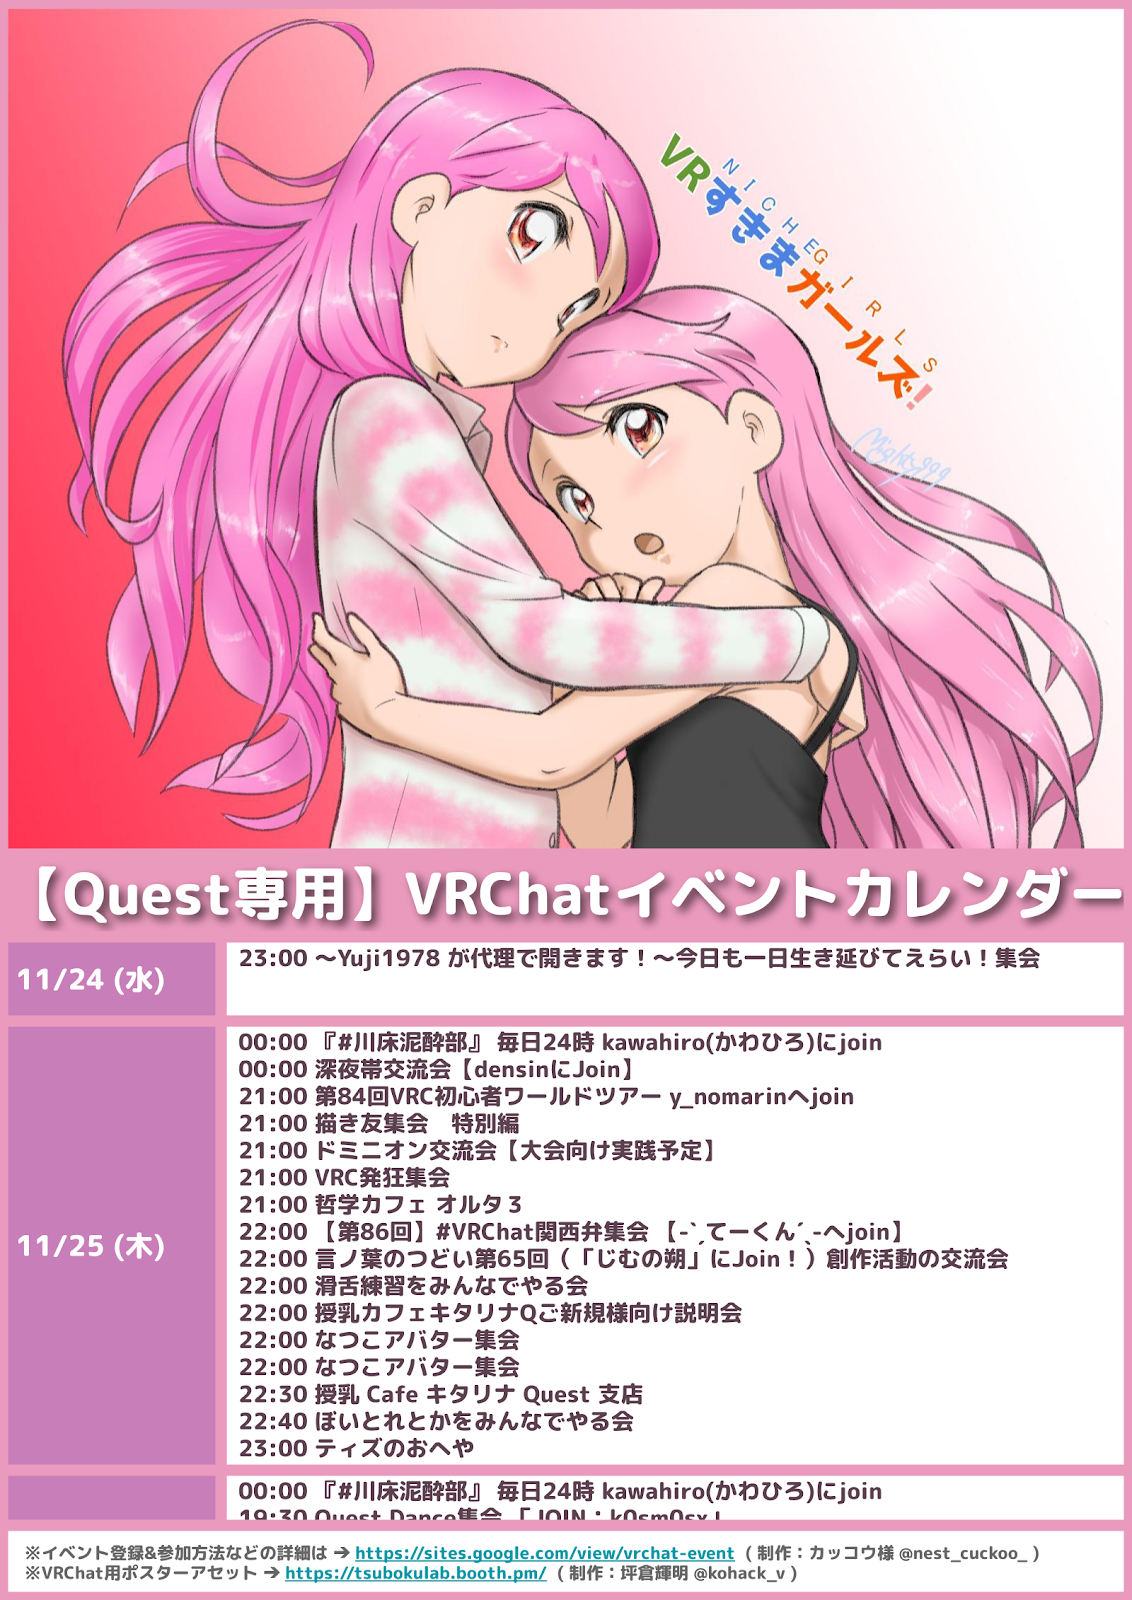 NICHE GIRLS
VRすきまガールズ!
Mighty999
【Quest専用】VRChatイベントカレンダー
11/24 (水)
23:00 ～Yuji1978 が代理で開きます！～今日も一日生き延びてえらい！集会
11/25 (木)
00:00 『#川床泥酔部』 毎日24時 kawahiro(かわひろ)にjoin
00:00 深夜帯交流会【densinにJoin】
21:00 第84回VRC初心者ワールドツアー y_nomarinへjoin
21:00 描き友集会　特別編
21:00 ドミニオン交流会【大会向け実践予定】
21:00 VRC発狂集会
21:00 哲学カフェ オルタ３
22:00 【第86回】#VRChat関西弁集会 【-ˋˏてーくんˊˎ-へjoin】
22:00 言ノ葉のつどい第65回（「じむの朔」にJoin！）創作活動の交流会
22:00 滑舌練習をみんなでやる会
22:00 授乳カフェキタリナQご新規様向け説明会
22:00 なつこアバター集会
22:00 なつこアバター集会
22:30 授乳 Cafe キタリナ Quest 支店
22:40 ぼいとれとかをみんなでやる会
23:00 ティズのおへや
00:00 『#川床泥酔部』 毎日24時 kawahiro(かわひろ)にjoin
19:30 Quest Dance集会 「JOIN：k0sm0sx」
※イベント登録&参加方法などの詳細は ➔ https://sites.google.com/view/vrchat-event ( 制作：カッコウ様 @nest_cuckoo_ )
※VRChat用ポスターアセット ➔ https://tsubokulab.booth.pm/ ( 制作：坪倉輝明 @kohack_v )